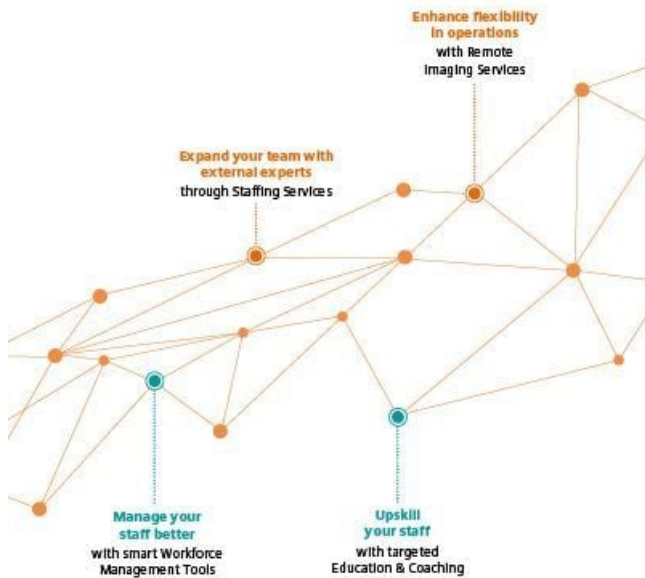 Enhance flexibility
in operations
with Remote
Imaging Services
Expand your team with
external experts
through Staffing Services
Manage your
staff better
with smart Workforce
Management Tools
Upskill
your staff
with targeted
Education & Coaching